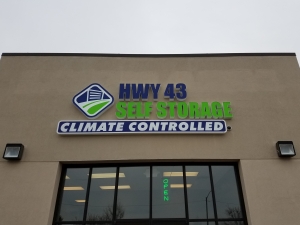 HWY 43
SELF STORAGE
CLIMATE CONTROLLED
OPEN